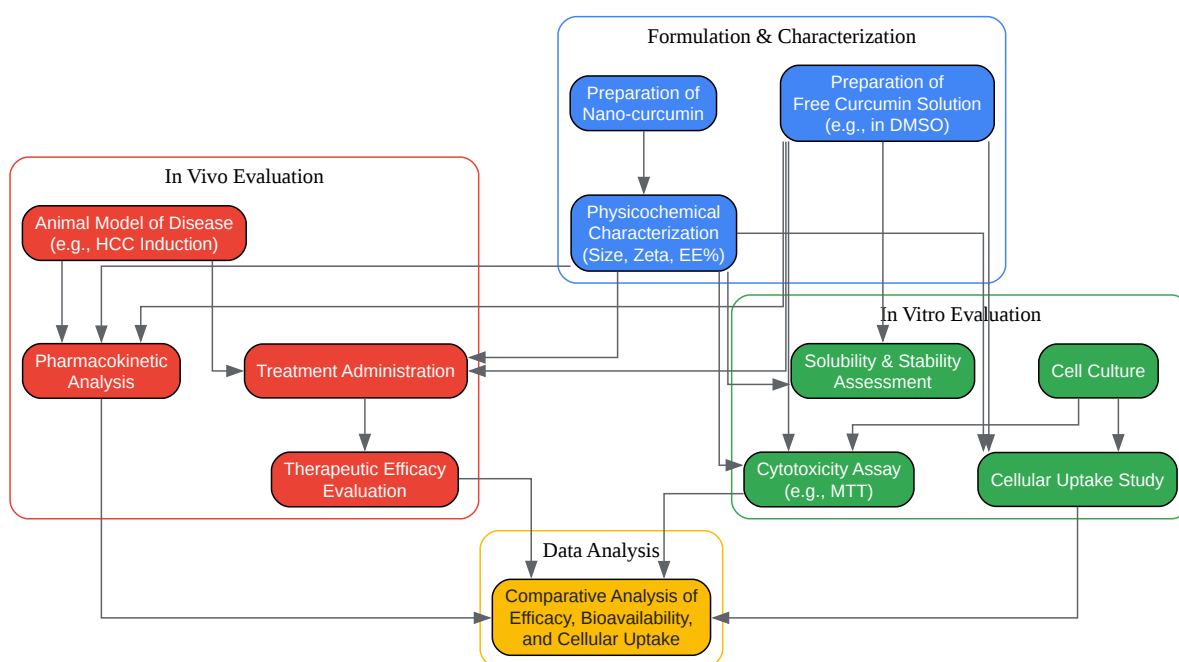 Formulation & Characterization
Preparation of
Nano-curcumin
Preparation of
Free Curcumin Solution
(e.g., in DMSO)
Physicochemical
Characterization
(Size, Zeta, EE%)
In Vivo Evaluation
Animal Model of Disease
(e.g., HCC Induction)
Pharmacokinetic
Analysis
Treatment Administration
Therapeutic Efficacy
Evaluation
In Vitro Evaluation
Solubility & Stability
Assessment
Cell Culture
Cytotoxicity Assay
(e.g., MTT)
Cellular Uptake Study
Data Analysis
Comparative Analysis of
Efficacy, Bioavailability,
and Cellular Uptake